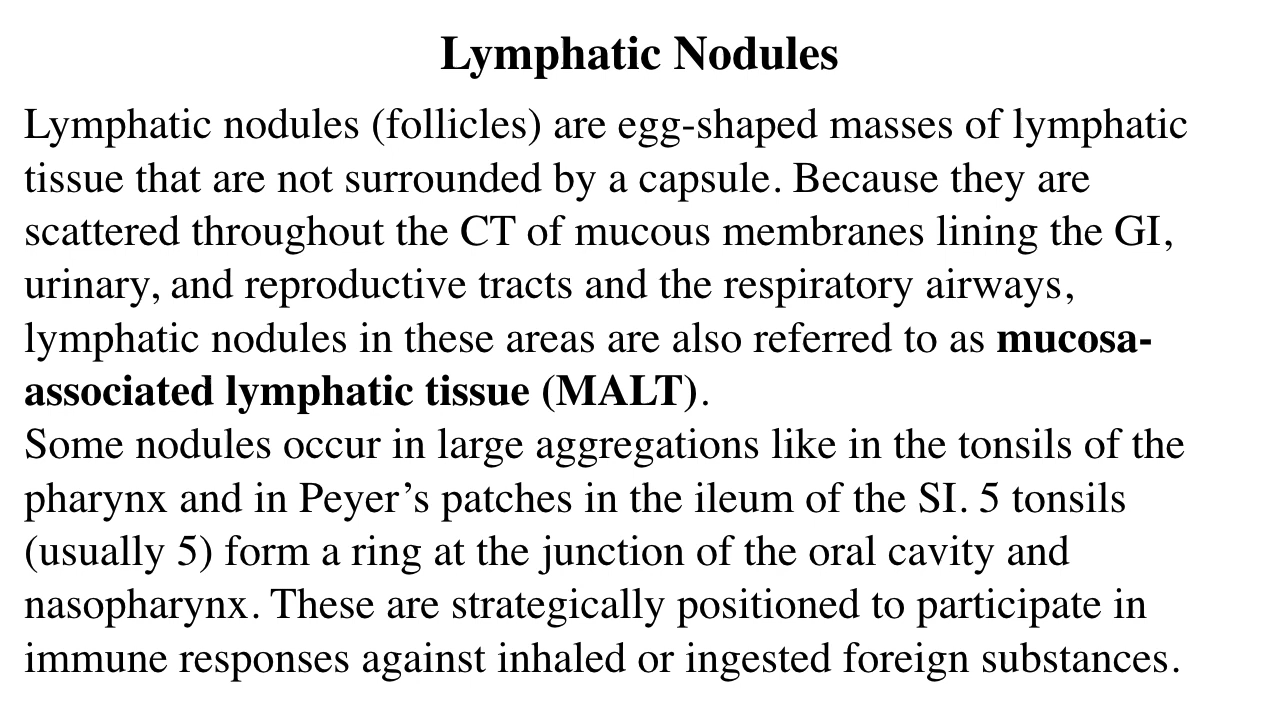 Lymphatic Nodules
Lymphatic nodules (follicles) are egg-shaped masses of lymphatic
tissue that are not surrounded by a capsule. Because they are
scattered throughout the CT of mucous membranes lining the GI,
urinary, and reproductive tracts and the respiratory airways,
lymphatic nodules in these areas are also referred to as mucosa-
associated lymphatic tissue (MALT).
Some nodules occur in large aggregations like in the tonsils of the
pharynx and in Peyer’s patches in the ileum of the SI. 5 tonsils
(usually 5) form a ring at the junction of the oral cavity and
nasopharynx. These are strategically positioned to participate in
immune responses against inhaled or ingested foreign substances.